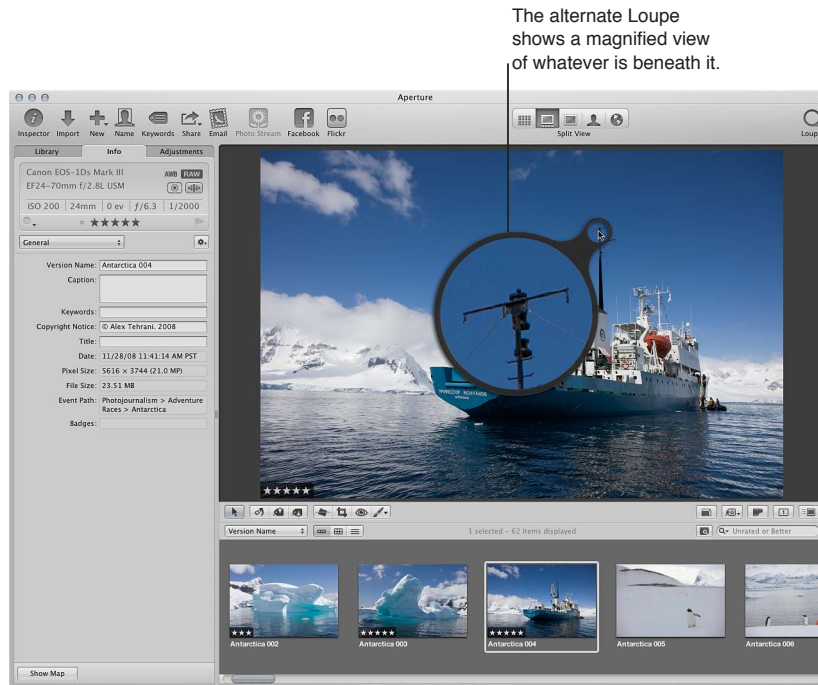 The alternate Loupe
shows a magnified view
of whatever is beneath it.
Aperture
Inspector Import New Name Keywords Share Email Photo Stream Facebook Flickr
Split View
Loup
Library Info Adjustments
Canon EOS-1Ds Mark III AWB RAW
EF24-70mm f/2.8L USM
ISO 200 24mm 0 ev ƒ/6.3 1/2000
× ★★★★★
General
Version Name: Antarctica 004
Caption:
Keywords:
Copyright Notice: © Alex Tehrani, 2008
Title:
Date: 11/28/08 11:41:14 AM PST
Pixel Size: 5616 × 3744 (21.0 MP)
File Size: 23.51 MB
Event Path: Photojournalism > Adventure
Races > Antarctica
Badges:
★★★★★
Version Name
1 selected - 62 items displayed
Unrated or Better
★★★
★★★★★
★★★★★
Antarctica 002
Antarctica 003
Antarctica 004
Antarctica 005
Antarctica 006
Show Map